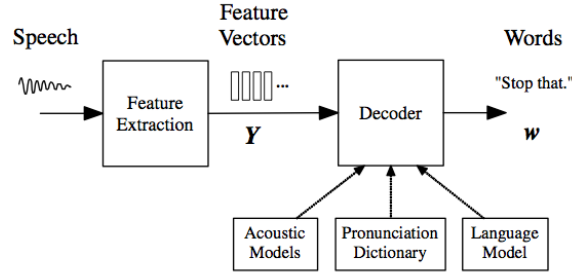 Speech
Feature
Vectors
Words
Feature
Extraction
...
Y
Decoder
"Stop that."
w
Acoustic
Models
Pronunciation
Dictionary
Language
Model